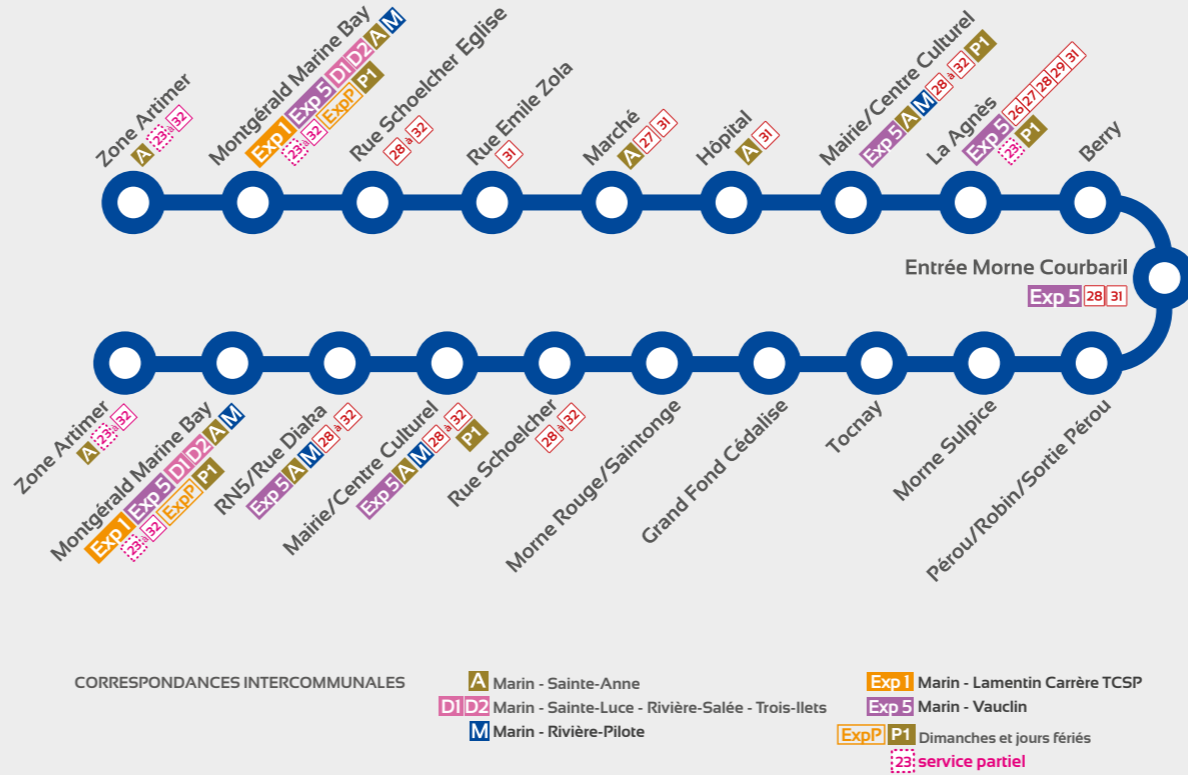 Zone Artimer
A 23 à 32
Montgérald Marine Bay
Exp 1 Exp 5 D1 D2 A M
23 à 32 ExpP P1
Rue Schoelcher Eglise
28 à 32
Rue Emile Zola
31
Marché
A 27 31
Hôpital
A 31
Mairie/Centre Culturel
Exp 5 A M 28 à 32 P1
La Agnès
Exp 5 26 27 28 29 31
23 P1
Berry
Entrée Morne Courbaril
Exp 5 28 31
Zone Artimer
A 23 à 32
Montgérald Marine Bay
Exp 1 Exp 5 D1 D2 A M
23 à 32 ExpP P1
RN5/Rue Diaka
Exp 5 A M 28 à 32
Mairie/Centre Culturel
Exp 5 A M 28 à 32
P1
Rue Schoelcher
28 à 32
Morne Rouge/Saintonge
Grand Fond Cédalise
Tocnay
Morne Sulpice
Pérou/Robin/Sortie Pérou
CORRESPONDANCES INTERCOMMUNALES
A Marin - Sainte-Anne
D1 D2 Marin - Sainte-Luce - Rivière-Salée - Trois-Ilets
M Marin - Rivière-Pilote
Exp 1 Marin - Lamentin Carrère TCSP
Exp 5 Marin - Vauclin
ExpP P1 Dimanches et jours fériés
23 service partiel